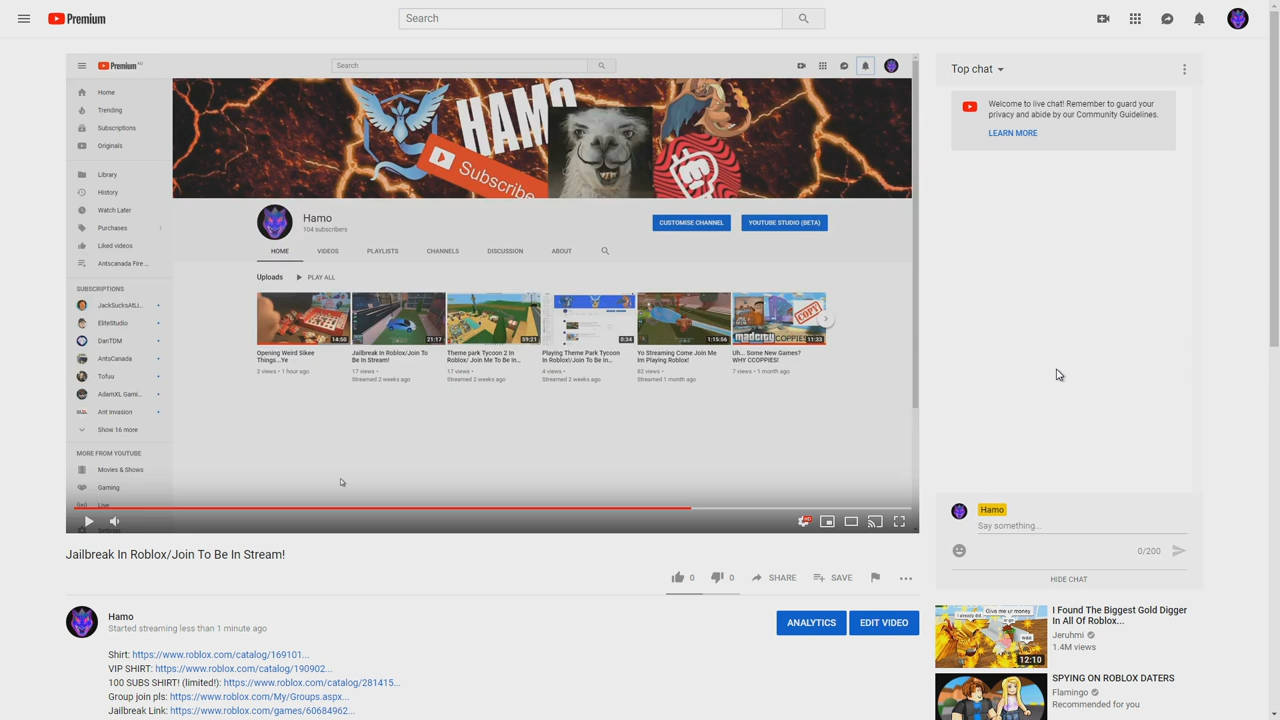 Premium
Search
Premium AU
Search
Home
Trending
Subscriptions
Originals
Library
History
Watch Later
Purchases 1
Liked videos
Antscanada Fire ...
SUBSCRIPTIONS
JackSucksAtLi...
EliteStudio
DanTDM
AntsCanada
Tofuu
AdamXL Gami...
Ant Invasion
Show 16 more
MORE FROM YOUTUBE
Movies & Shows
Gaming
Live
HAMO
Subscribe
Hamo
104 subscribers
CUSTOMISE CHANNEL
YOUTUBE STUDIO (BETA)
HOME VIDEOS PLAYLISTS CHANNELS DISCUSSION ABOUT
Uploads PLAY ALL
14:50
21:17
59:21
0:34
1:15:56
COPY
madcity COPPIES!
11:33
Opening Weird Sikee
Things...Ye
2 views • 1 hour ago
Jailbreak In Roblox/Join To
Be In Stream!
17 views •
Streamed 2 weeks ago
Theme park Tycoon 2 In
Roblox/ Join Me To Be In...
17 views •
Streamed 2 weeks ago
Playing Theme Park Tycoon
In Roblox!/Join To Be In...
4 views •
Streamed 2 weeks ago
Yo Streaming Come Join Me
Im Playing Roblox!
82 views •
Streamed 1 month ago
Uh... Some New Games?
WHY CCOPPIES!
7 views • 1 month ago
HD
Jailbreak In Roblox/Join To Be In Stream!
0 0 SHARE SAVE
Hamo
Started streaming less than 1 minute ago
ANALYTICS
EDIT VIDEO
Shirt: https://www.roblox.com/catalog/169101...
VIP SHIRT: https://www.roblox.com/catalog/190902...
100 SUBS SHIRT! (limited!): https://www.roblox.com/catalog/281415...
Group join pls: https://www.roblox.com/My/Groups.aspx...
Jailbreak Link: https://www.roblox.com/games/60684962...
Top chat
Welcome to live chat! Remember to guard your
privacy and abide by our Community Guidelines.
LEARN MORE
Hamo
Say something...
0/200
HIDE CHAT
Give me ur money
12:10
I Found The Biggest Gold Digger
In All Of Roblox...
Jeruhmi
1.4M views
SPYING ON ROBLOX DATERS
Flamingo
Recommended for you